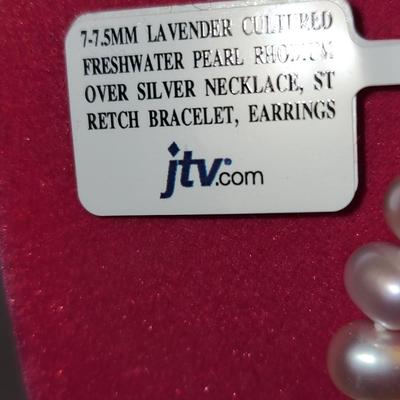 7-7.5MM LAVENDER CULTURED
FRESHWATER PEARL RHODIUM
OVER SILVER NECKLACE, ST
RETCH BRACELET, EARRINGS
jtv.com